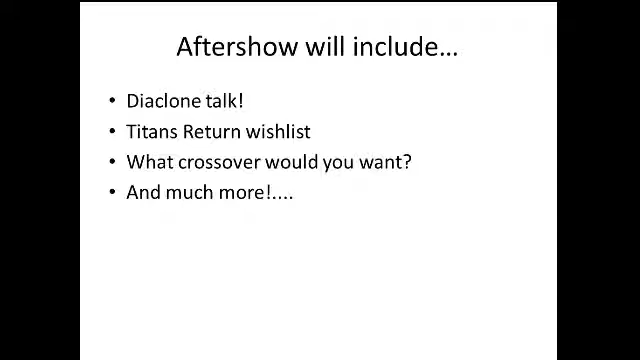 Aftershow will include…
• Diaclone talk!
• Titans Return wishlist
• What crossover would you want?
• And much more!....